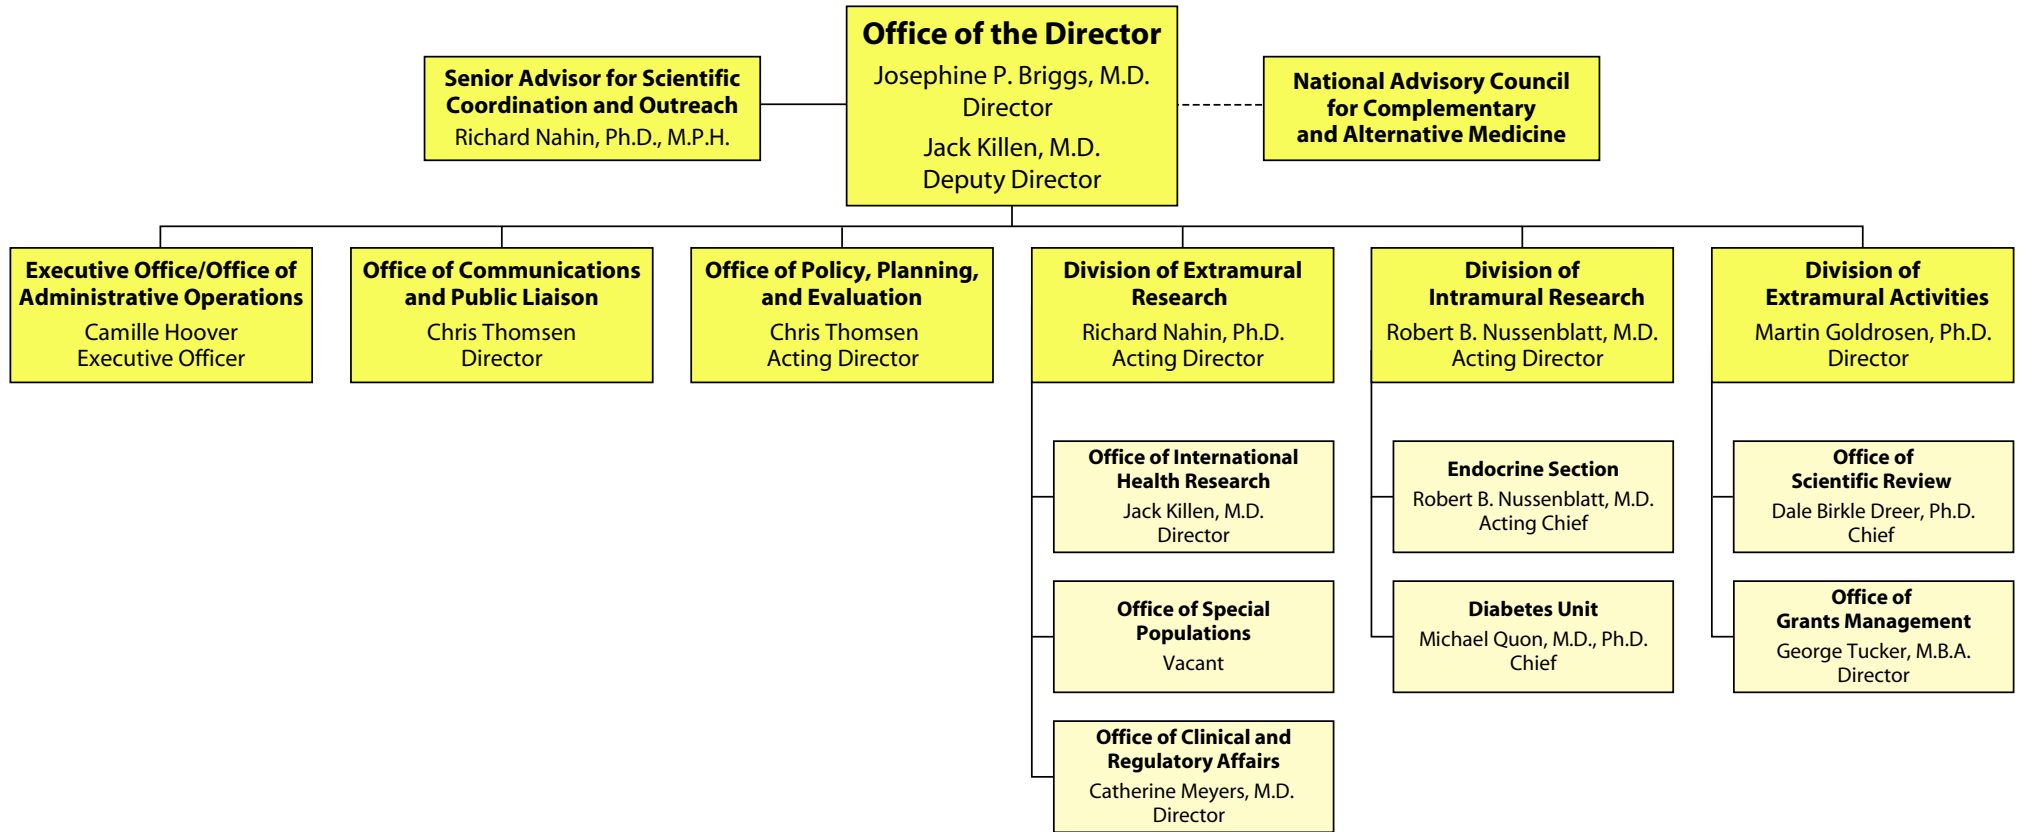 Office of the Director
Josephine P. Briggs, M.D.
Director
Jack Killen, M.D.
Deputy Director
Senior Advisor for Scientific
Coordination and Outreach
Richard Nahin, Ph.D., M.P.H.
National Advisory Council
for Complementary
and Alternative Medicine
Executive Office/Office of
Administrative Operations
Camille Hoover
Executive Officer
Office of Communications
and Public Liaison
Chris Thomsen
Director
Office of Policy, Planning,
and Evaluation
Chris Thomsen
Acting Director
Division of Extramural
Research
Richard Nahin, Ph.D.
Acting Director
Division of
Intramural Research
Robert B. Nussenblatt, M.D.
Acting Director
Division of
Extramural Activities
Martin Goldrosen, Ph.D.
Director
Office of International
Health Research
Jack Killen, M.D.
Director
Office of Special
Populations
Vacant
Office of Clinical and
Regulatory Affairs
Catherine Meyers, M.D.
Director
Endocrine Section
Robert B. Nussenblatt, M.D.
Acting Chief
Diabetes Unit
Michael Quon, M.D., Ph.D.
Chief
Office of
Scientific Review
Dale Birkle Dreer, Ph.D.
Chief
Office of
Grants Management
George Tucker, M.B.A.
Director